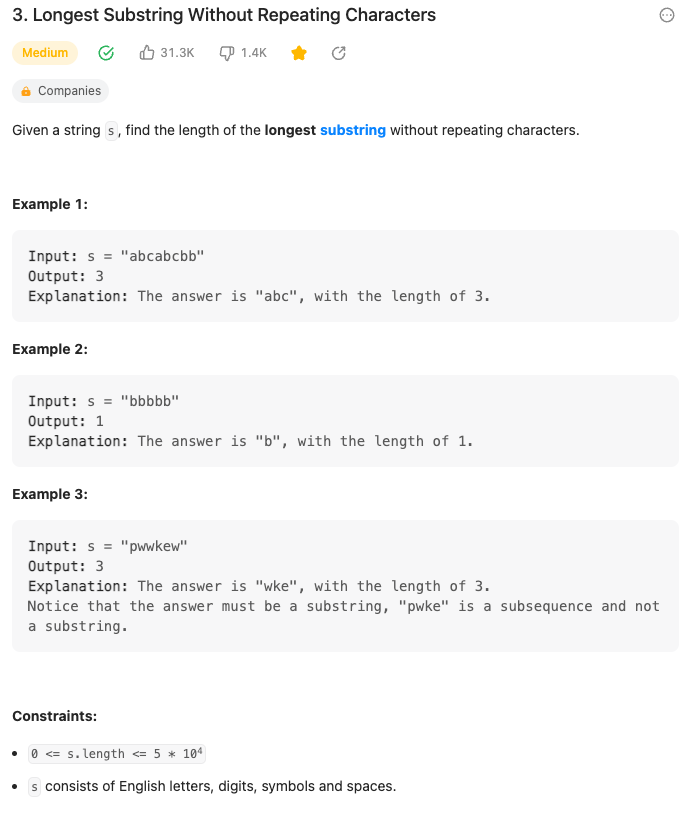 3. Longest Substring Without Repeating Characters
Medium 31.3K 1.4K
Companies
Given a string s, find the length of the longest substring without repeating characters.
Example 1:
Input: s = "abcabcbb"
Output: 3
Explanation: The answer is "abc", with the length of 3.
Example 2:
Input: s = "bbbbb"
Output: 1
Explanation: The answer is "b", with the length of 1.
Example 3:
Input: s = "pwwkew"
Output: 3
Explanation: The answer is "wke", with the length of 3.
Notice that the answer must be a substring, "pwke" is a subsequence and not
a substring.
Constraints:
• 0 <= s.length <= 5 * 10⁴
• s consists of English letters, digits, symbols and spaces.